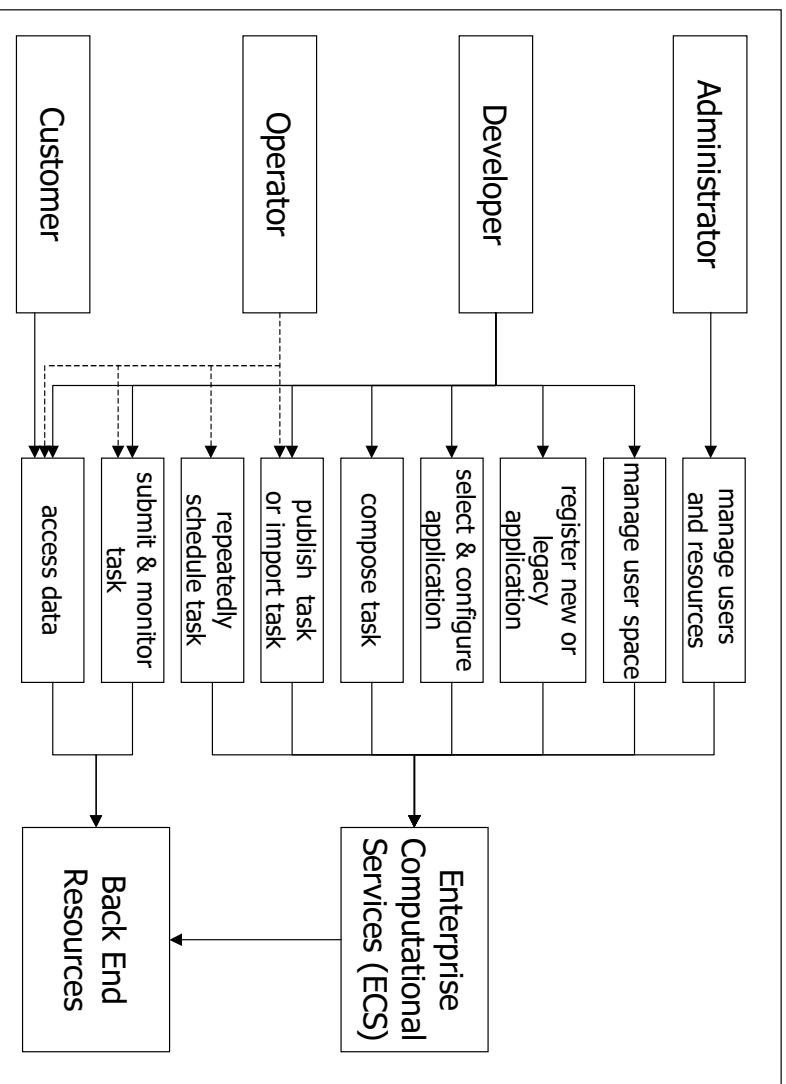 Administrator
Developer
Operator
Customer
manage users
and resources
manage user space
register new or
legacy
application
select & configure
application
compose task
publish task
or import task
repeatedly
schedule task
submit & monitor
task
access data
Enterprise
Computational
Services (ECS)
Back End
Resources